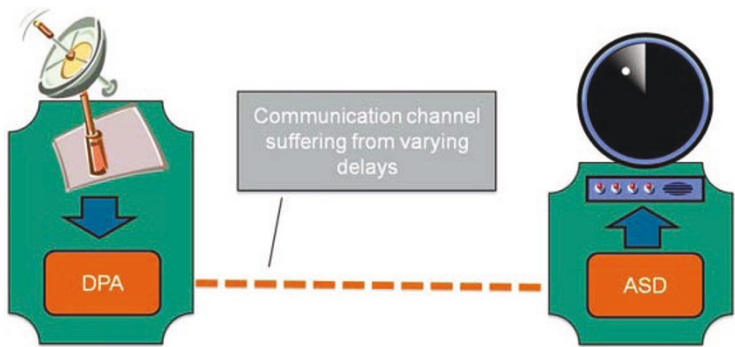 Communication channel
suffering from varying
delays
DPA
ASD